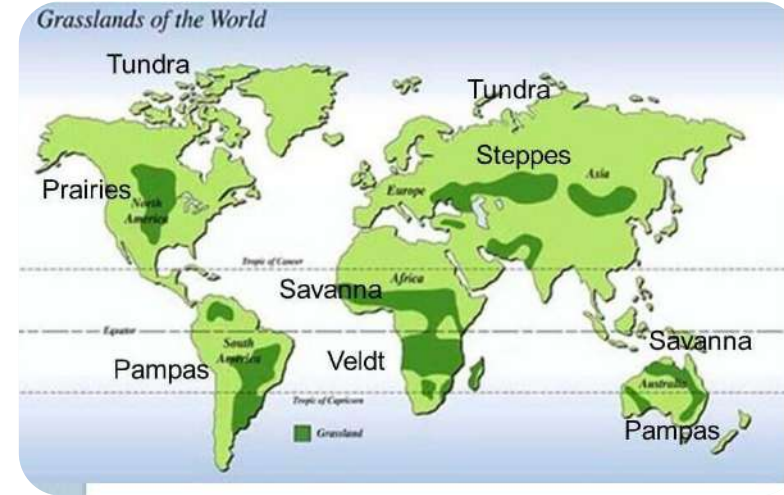 Grasslands of the World
Tundra
Tundra
Steppes
Asia
Prairies
North
America
Europe
Tropic of Cancer
Africa
Savanna
Equator
Savanna
South
America
Veldt
Pampas
Australia
Tropic of Capricorn
Pampas
Grassland